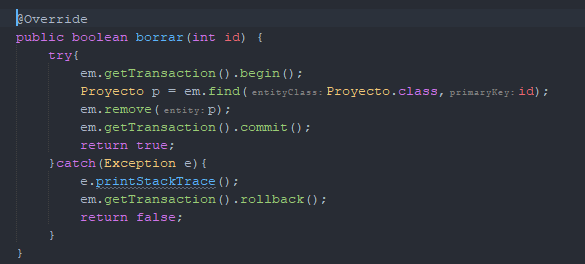 @Override
public boolean borrar(int id) {
try{
em.getTransaction().begin();
Proyecto p = em.find( entityClass: Proyecto.class, primaryKey: id);
em.remove( entity: p);
em.getTransaction().commit();
return true;
}catch(Exception e){
e.printStackTrace();
em.getTransaction().rollback();
return false;
}
}